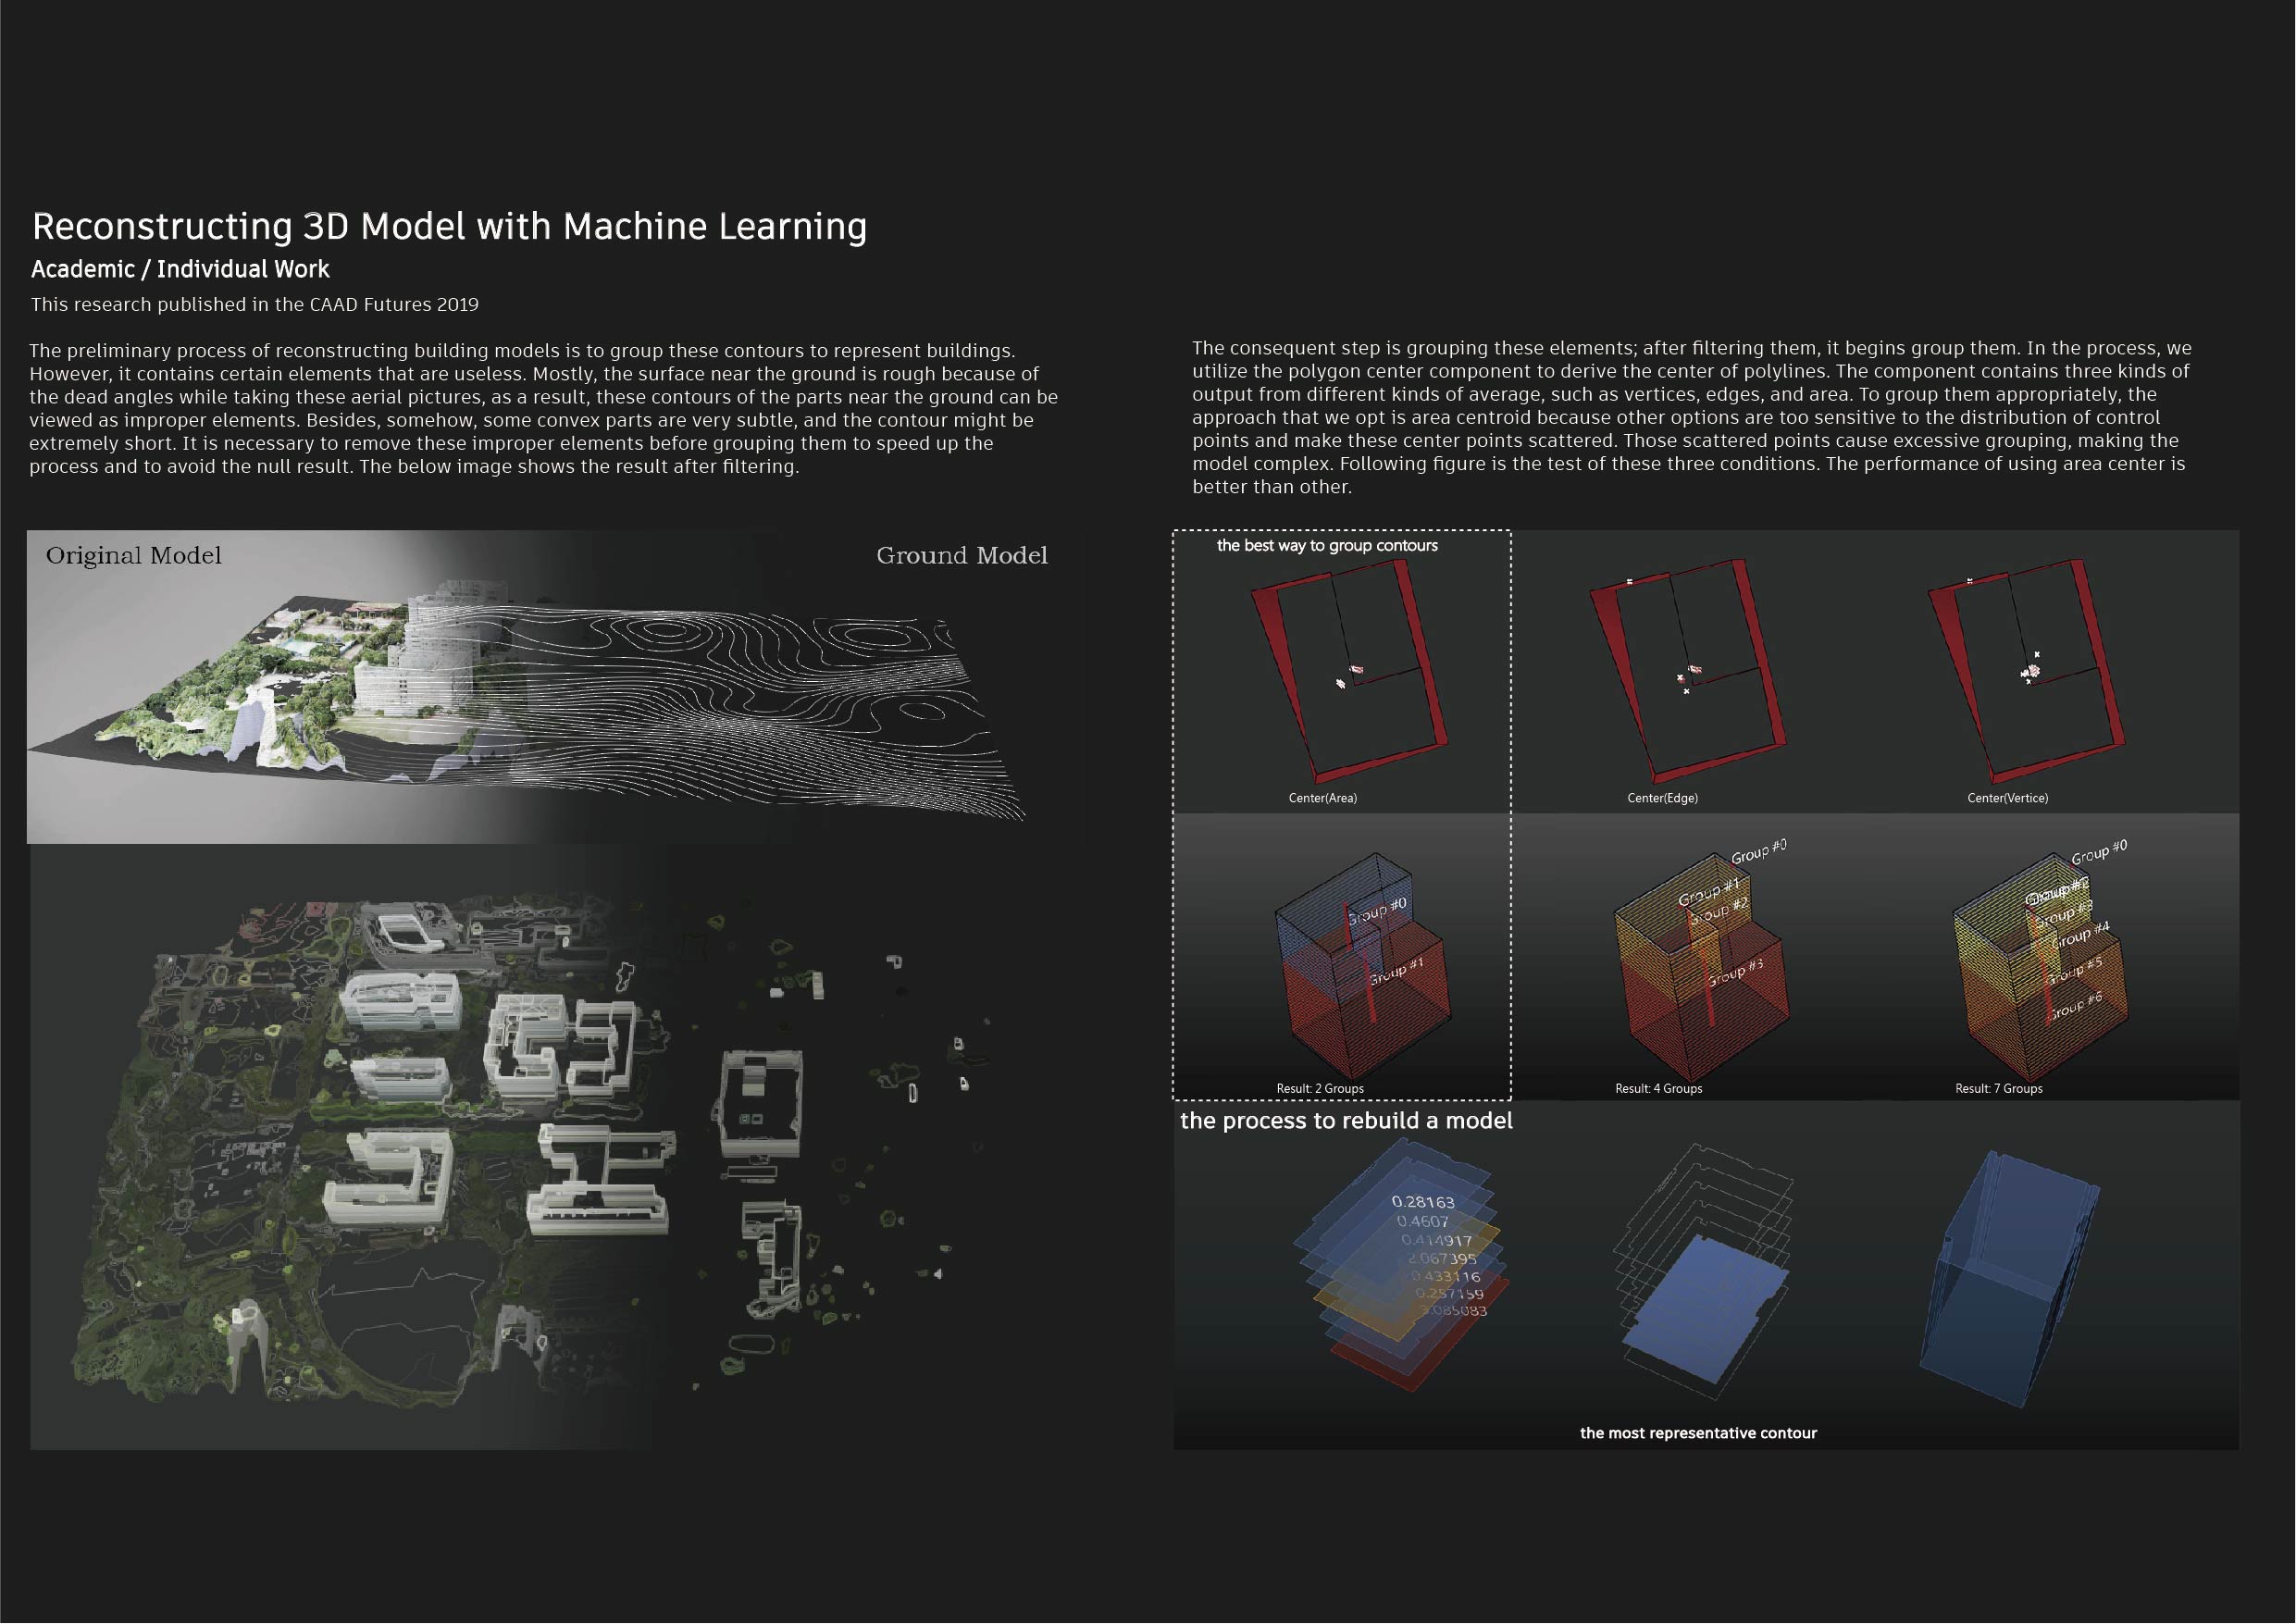 Reconstructing 3D Model with Machine Learning
Academic / Individual Work
This research published in the CAAD Futures 2019
The preliminary process of reconstructing building models is to group these contours to represent buildings.
However, it contains certain elements that are useless. Mostly, the surface near the ground is rough because of
the dead angles while taking these aerial pictures, as a result, these contours of the parts near the ground can be
viewed as improper elements. Besides, somehow, some convex parts are very subtle, and the contour might be
extremely short. It is necessary to remove these improper elements before grouping them to speed up the
process and to avoid the null result. The below image shows the result after filtering.
Original Model
Ground Model
The consequent step is grouping these elements; after filtering them, it begins group them. In the process, we
utilize the polygon center component to derive the center of polylines. The component contains three kinds of
output from different kinds of average, such as vertices, edges, and area. To group them appropriately, the
approach that we opt is area centroid because other options are too sensitive to the distribution of control
points and make these center points scattered. Those scattered points cause excessive grouping, making the
model complex. Following figure is the test of these three conditions. The performance of using area center is
better than other.
the best way to group contours
Center(Area)
Center(Edge)
Center(Vertice)
Group #0
Group #1
Result: 2 Groups
Group #0
Group #1
Group #2
Group #3
Result: 4 Groups
Group #0
Group #3
Group #4
Group #5
Group #6
Result: 7 Groups
the process to rebuild a model
0.28163
0.4607
0.414917
2.067395
0.433116
0.257159
3.085083
the most representative contour